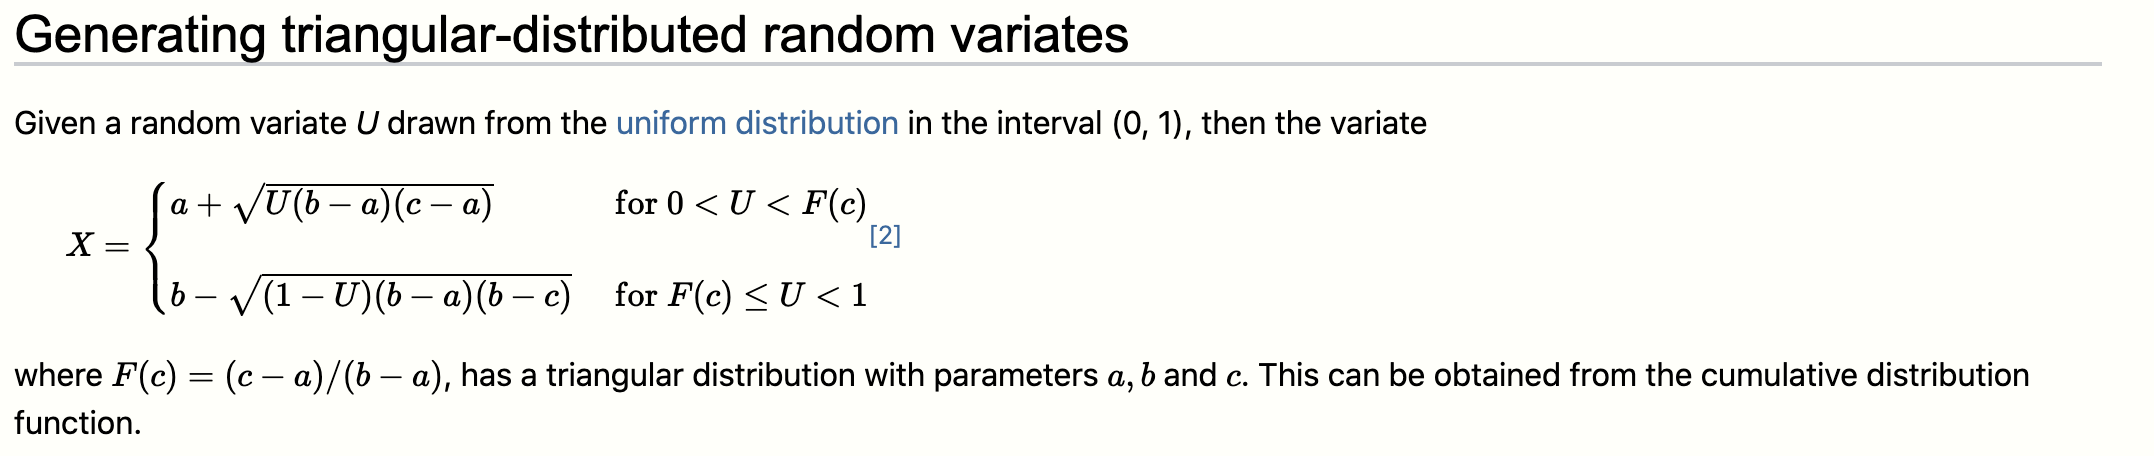 Generating triangular-distributed random variates
Given a random variate U drawn from the uniform distribution in the interval (0, 1), then the variate
X = { a + √(U(b − a)(c − a)) for 0 < U < F(c)
[2]
b − √((1 − U)(b − a)(b − c)) for F(c) ≤ U < 1
where F(c) = (c − a)/(b − a), has a triangular distribution with parameters a, b and c. This can be obtained from the cumulative distribution
function.